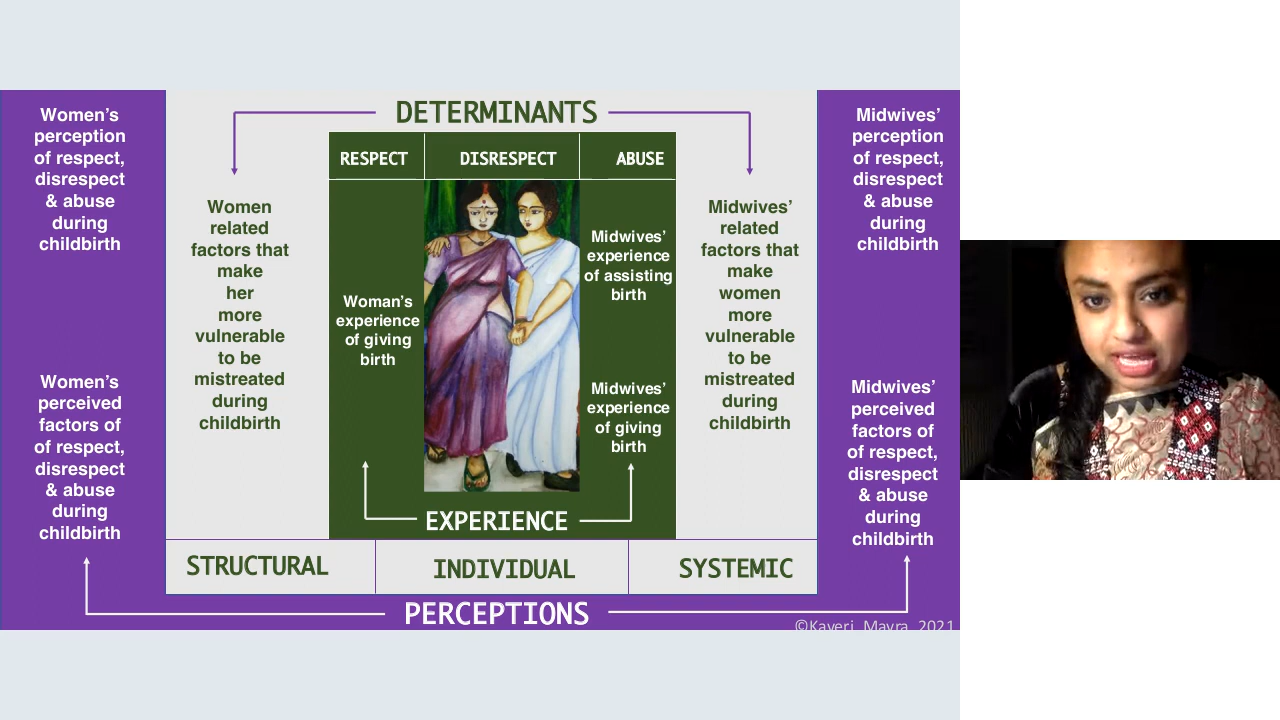 Women's
perception
of respect,
disrespect
& abuse
during
childbirth
Women's
perceived
factors of
of respect,
disrespect
& abuse
during
childbirth
DETERMINANTS
Women
related
factors that
make
her
more
vulnerable
to be
mistreated
during
childbirth
RESPECT
DISRESPECT
ABUSE
Woman's
experience
of giving
birth
Midwives'
experience
of assisting
birth
Midwives'
experience
of giving
birth
EXPERIENCE
Midwives'
related
factors that
make
women
more
vulnerable
to be
mistreated
during
childbirth
STRUCTURAL
INDIVIDUAL
SYSTEMIC
PERCEPTIONS
Midwives'
perception
of respect,
disrespect
& abuse
during
childbirth
Midwives'
perceived
factors of
of respect,
disrespect
& abuse
during
childbirth
©Kaveri Mayra 2021